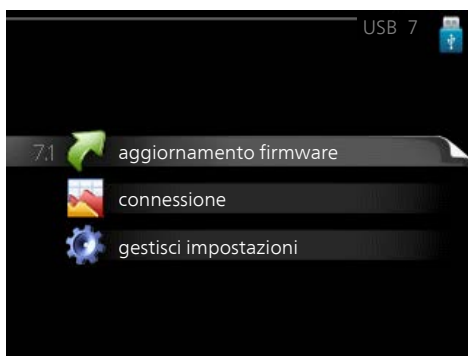 USB 7
7.1 aggiornamento firmware
connessione
gestisci impostazioni